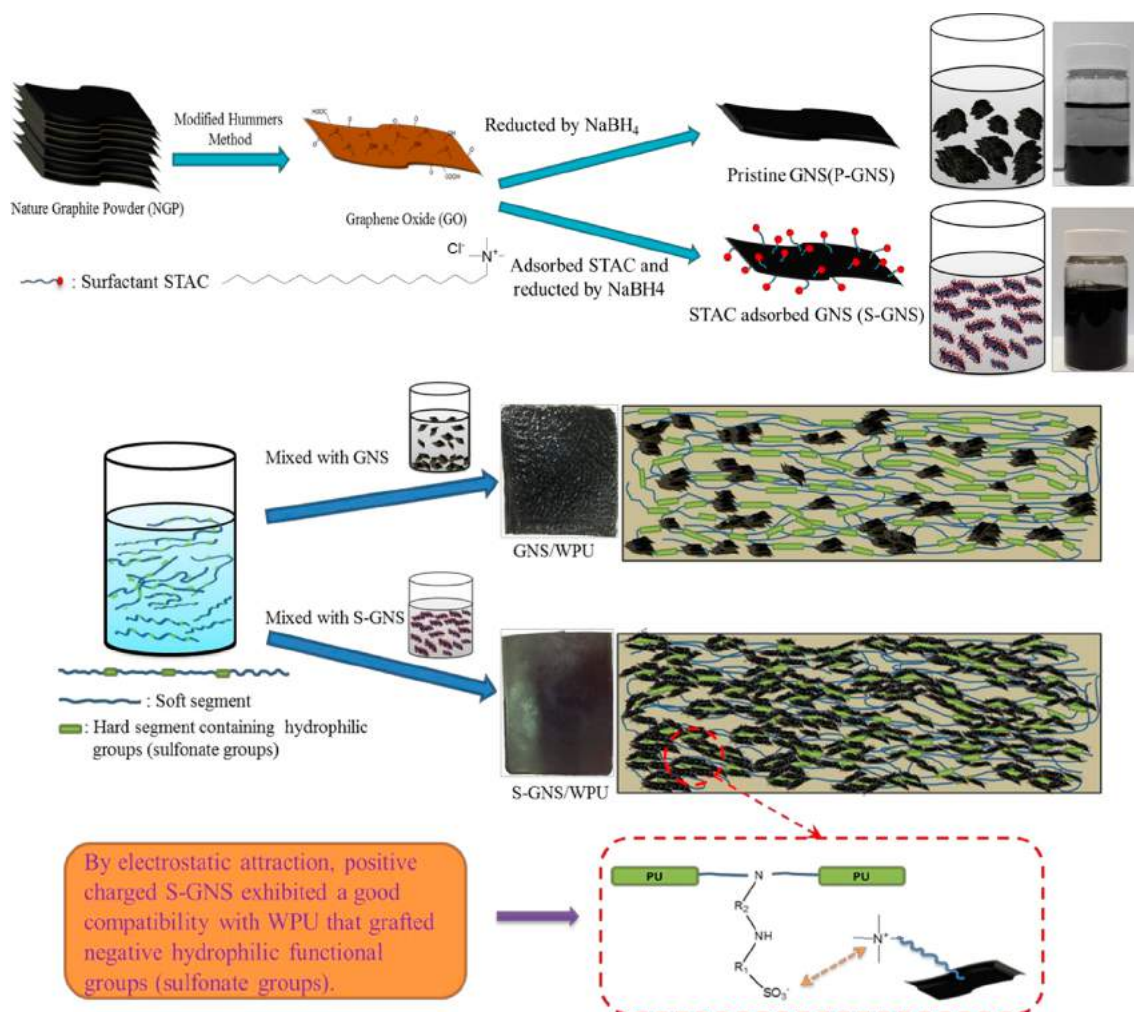 Modified Hummers
Method
Reducted by NaBH4
Nature Graphite Powder (NGP)
Graphene Oxide (GO)
Pristine GNS(P-GNS)
HOOC
O
O
O
OH
O
O
COOH
: Surfactant STAC
Cl-
N+
Adsorbed STAC and
reducted by NaBH4
STAC adsorbed GNS (S-GNS)
Mixed with GNS
GNS/WPU
Mixed with S-GNS
S-GNS/WPU
: Soft segment
: Hard segment containing hydrophilic
groups (sulfonate groups)
By electrostatic attraction, positive
charged S-GNS exhibited a good
compatibility with WPU that grafted
negative hydrophilic functional
groups (sulfonate groups).
PU
N
PU
R2
NH
R1
SO3-
N+